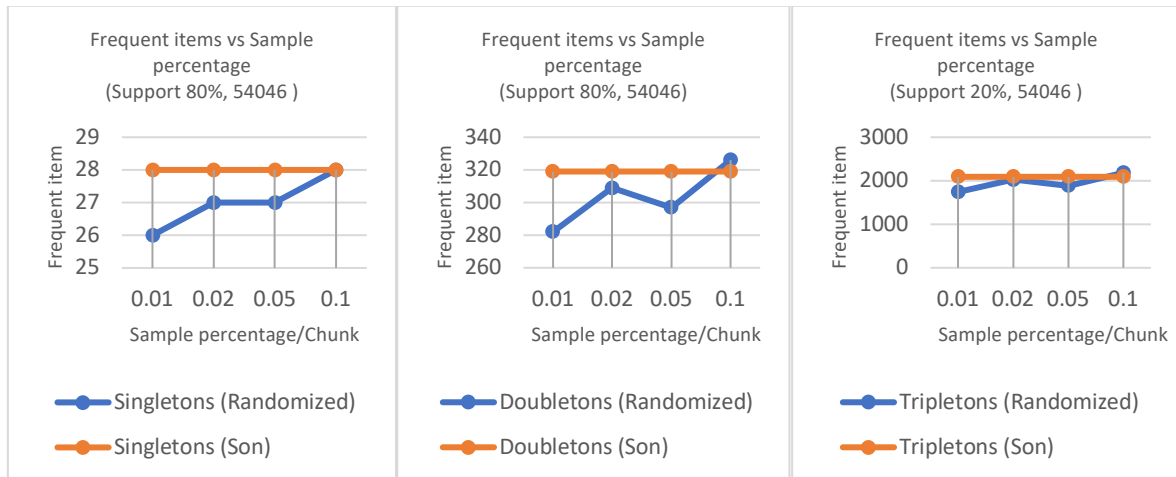 Frequent items vs Sample
percentage
(Support 80%, 54046 )
Frequent item
29
28
27
26
25
0.01 0.02 0.05 0.1
Sample percentage/Chunk
Singletons (Randomized)
Singletons (Son)
Frequent items vs Sample
percentage
(Support 80%, 54046)
Frequent item
340
320
300
280
260
0.01 0.02 0.05 0.1
Sample percentage/Chunk
Doubletons (Randomized)
Doubletons (Son)
Frequent items vs Sample
percentage
(Support 20%, 54046 )
Frequent item
3000
2000
1000
0
0.01 0.02 0.05 0.1
Sample percentage/Chunk
Tripletons (Randomized)
Tripletons (Son)